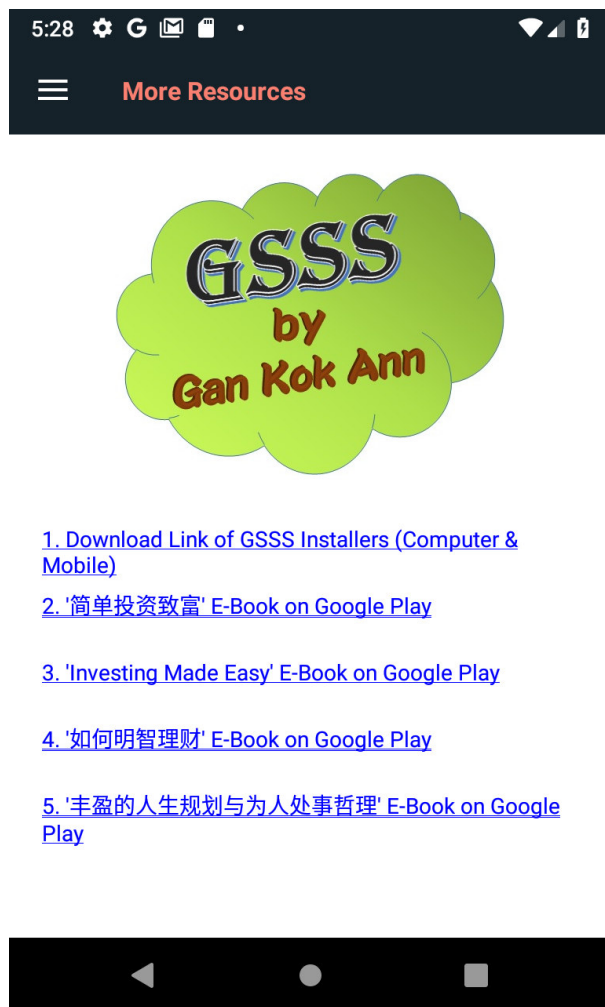 5:28
More Resources
GSSS
by
Gan Kok Ann
1. Download Link of GSSS Installers (Computer &
Mobile)
2. '简单投资致富' E-Book on Google Play
3. 'Investing Made Easy' E-Book on Google Play
4. '如何明智理财' E-Book on Google Play
5. '丰盈的人生规划与为人处事哲理' E-Book on Google
Play